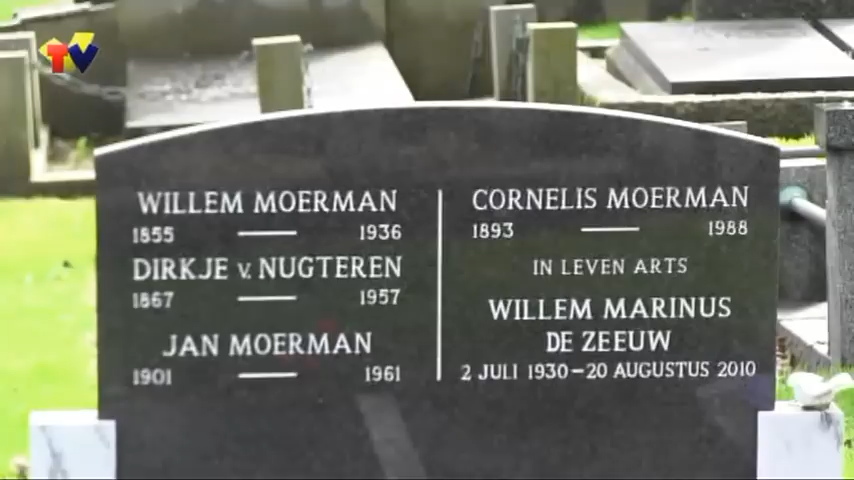 TV
WILLEM MOERMAN
1855 — 1936
DIRKJE v. NUGTEREN
1867 — 1957
JAN MOERMAN
1901 — 1961
CORNELIS MOERMAN
1893 — 1988
IN LEVEN ARTS
WILLEM MARINUS
DE ZEEUW
2 JULI 1930 – 20 AUGUSTUS 2010